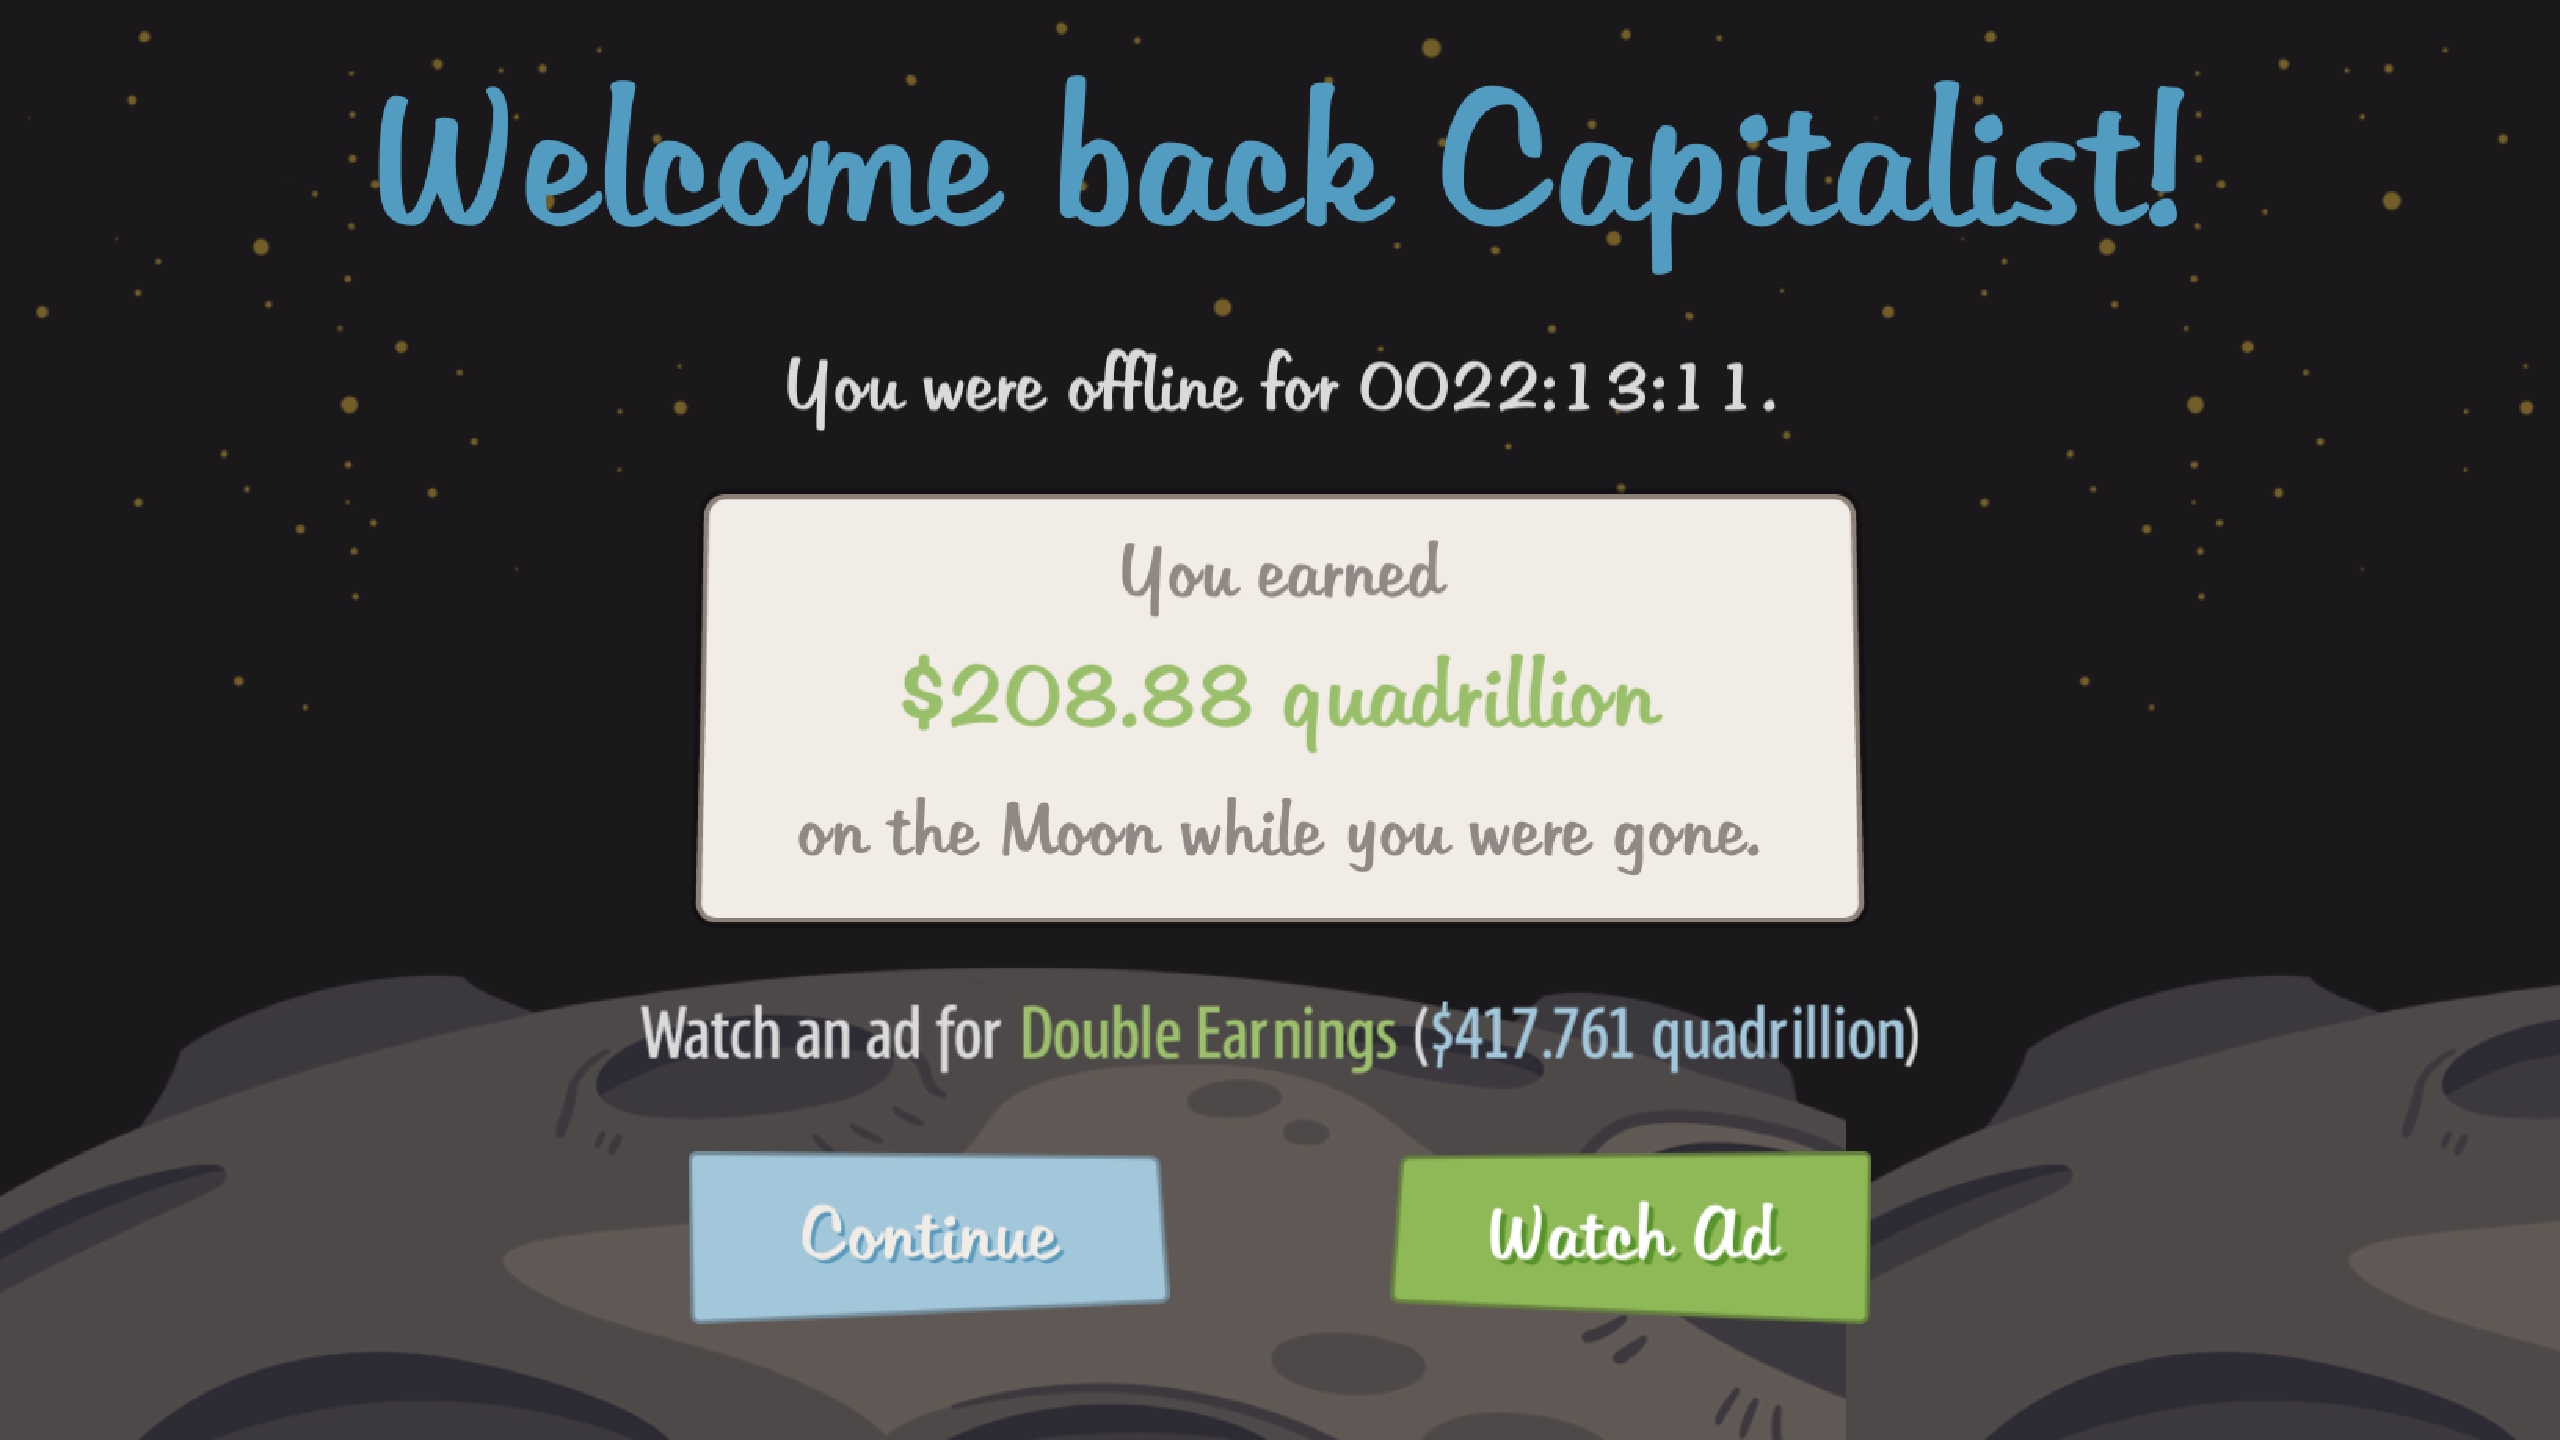 Welcome back Capitalist!
You were offline for 0022:13:11.
You earned
$208.88 quadrillion
on the Moon while you were gone.
Watch an ad for Double Earnings ($417.761 quadrillion)
Continue
Watch Ad